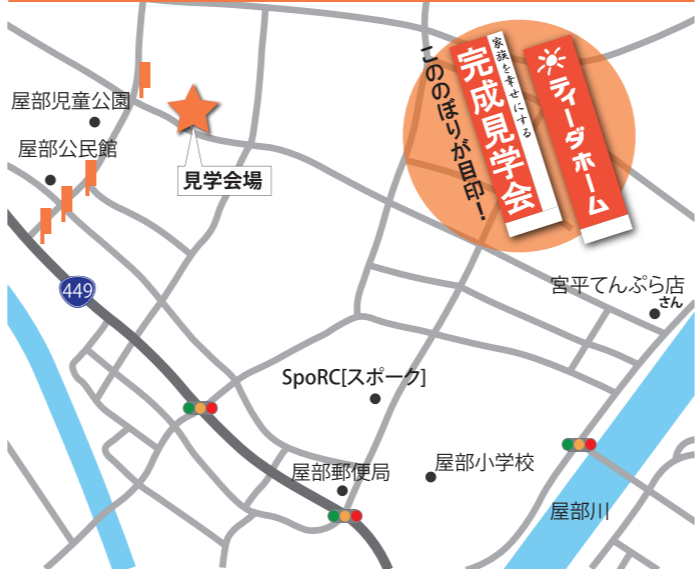 屋部児童公園
屋部公民館
見学会場
こののぼりが目印!
家族を幸せにする
完成見学会
ティーダホーム
449
宮平てんぷら店
さん
SpoRC[スポーク]
屋部郵便局
屋部小学校
屋部川